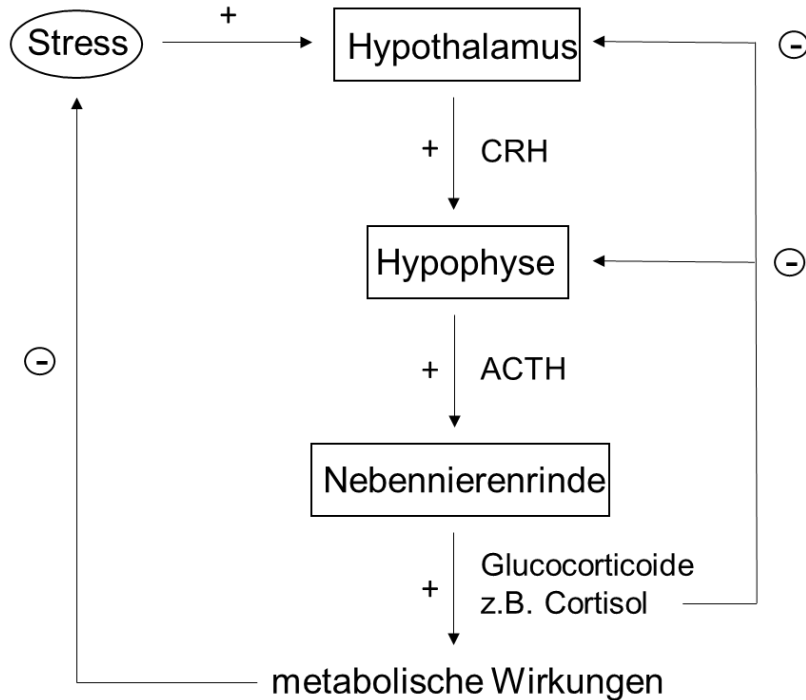 Stress
+
Hypothalamus
-
+
CRH
Hypophyse
-
-
+
ACTH
Nebennierenrinde
+
Glucocorticoide
z.B. Cortisol
metabolische Wirkungen